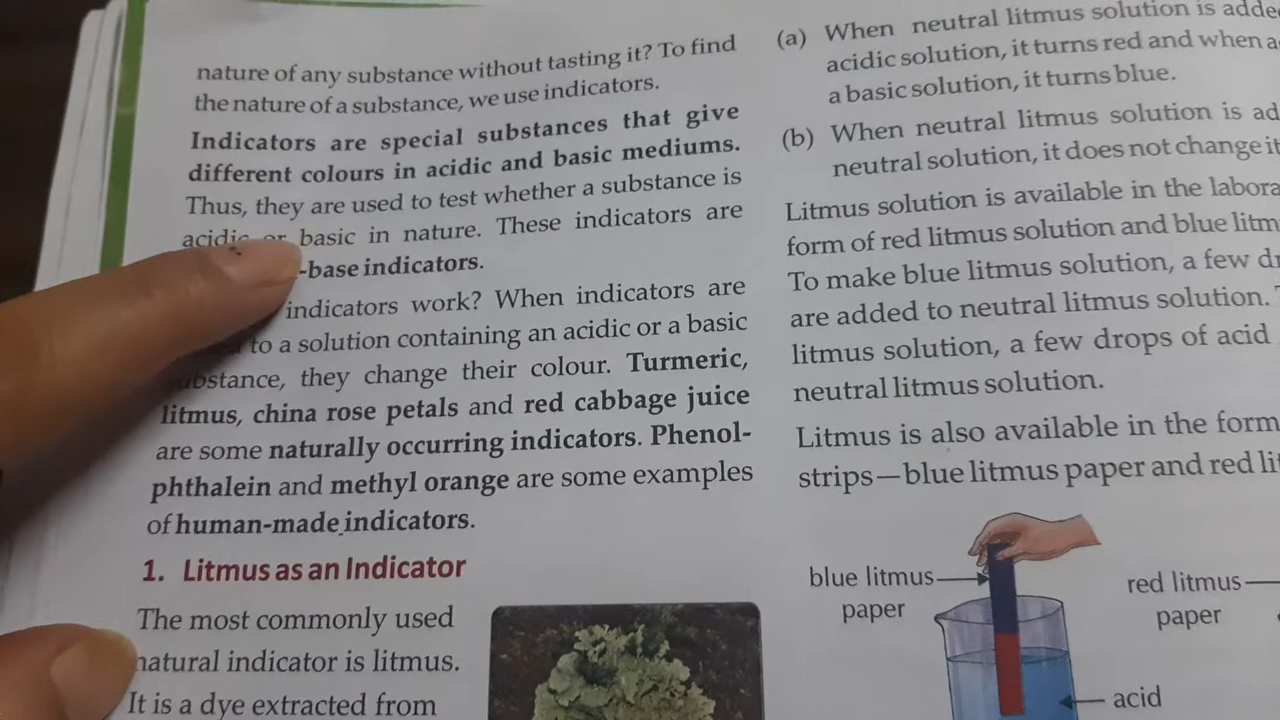 nature of any substance without tasting it? To find
the nature of a substance, we use indicators.
Indicators are special substances that give
different colours in acidic and basic mediums.
Thus, they are used to test whether a substance is
acidic or basic in nature. These indicators are
-base indicators.
indicators work? When indicators are
to a solution containing an acidic or a basic
substance, they change their colour. Turmeric,
litmus, china rose petals and red cabbage juice
are some naturally occurring indicators. Phenol-
phthalein and methyl orange are some examples
of human-made indicators.
1. Litmus as an Indicator
The most commonly used
natural indicator is litmus.
It is a dye extracted from
(a) When neutral litmus solution is adde
acidic solution, it turns red and when a
a basic solution, it turns blue.
(b) When neutral litmus solution is ad
neutral solution, it does not change it
Litmus solution is available in the labora
form of red litmus solution and blue litm
To make blue litmus solution, a few dr
are added to neutral litmus solution.
litmus solution, a few drops of acid
neutral litmus solution.
Litmus is also available in the form
strips—blue litmus paper and red lit
blue litmus
paper
red litmus
paper
acid